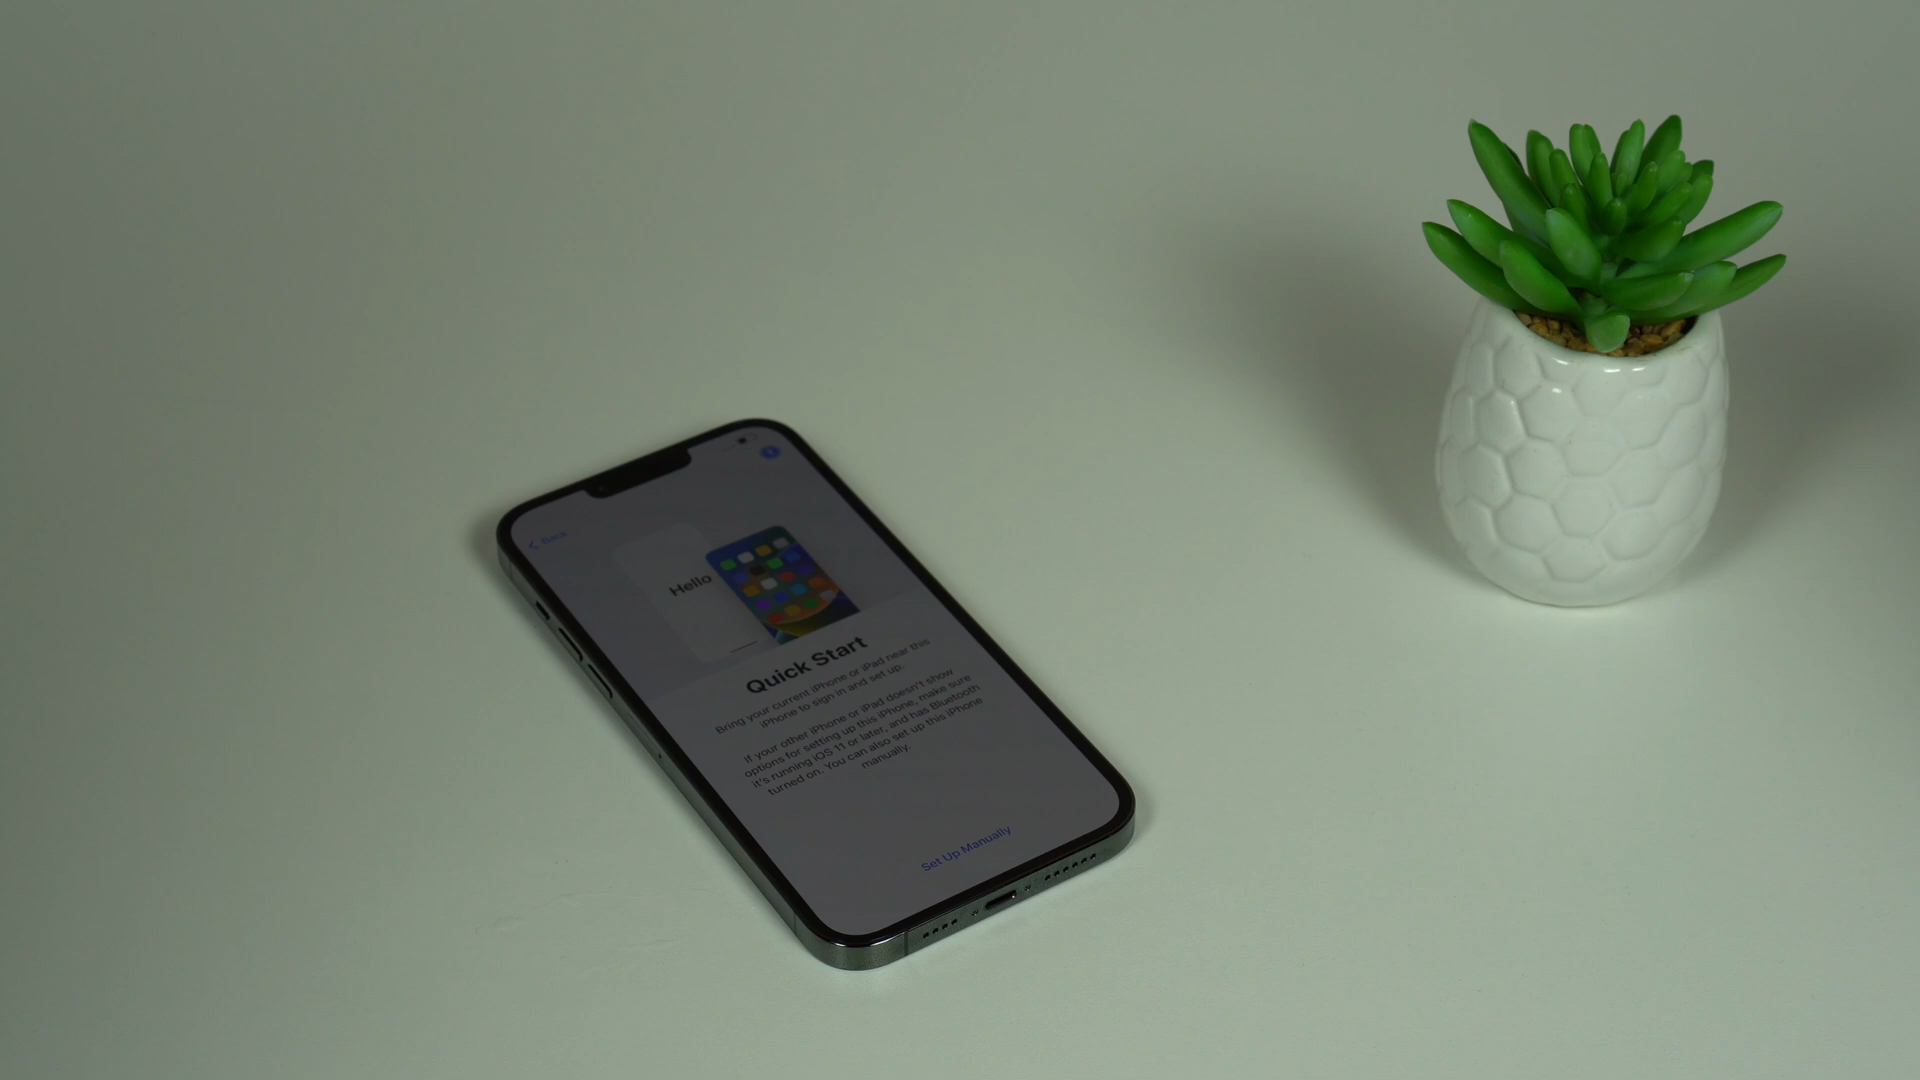 Back
Hello
Quick Start
Bring your current iPhone or iPad near this
iPhone to sign in and set up.
If your other iPhone or iPad doesn't show
options for setting up this iPhone, make sure
it's running iOS 11 or later, and has Bluetooth
turned on. You can also set up this iPhone
manually.
Set Up Manually